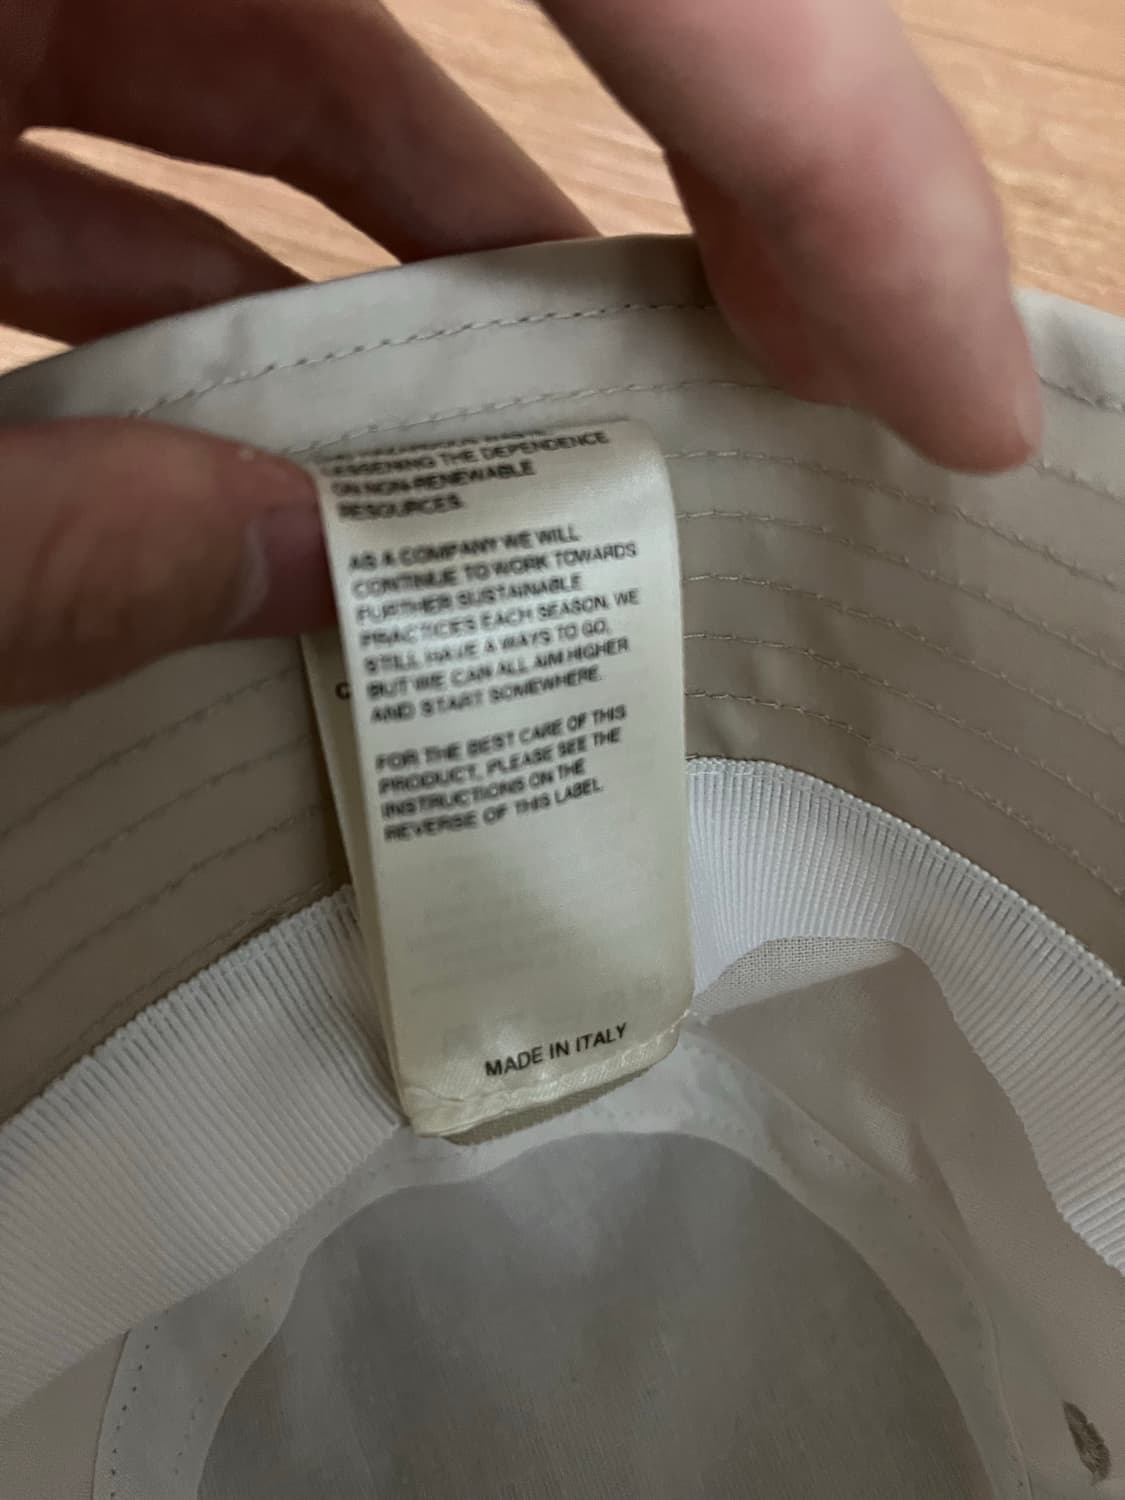 LESSENING THE DEPENDENCE
ON NON-RENEWABLE
RESOURCES.
AS A COMPANY WE WILL
CONTINUE TO WORK TOWARDS
FURTHER SUSTAINABLE
PRACTICES EACH SEASON, WE
STILL HAVE A WAYS TO GO,
BUT WE CAN ALL AIM HIGHER
AND START SOMEWHERE.
FOR THE BEST CARE OF THIS
PRODUCT, PLEASE SEE THE
INSTRUCTIONS ON THE
REVERSE OF THIS LABEL
MADE IN ITALY